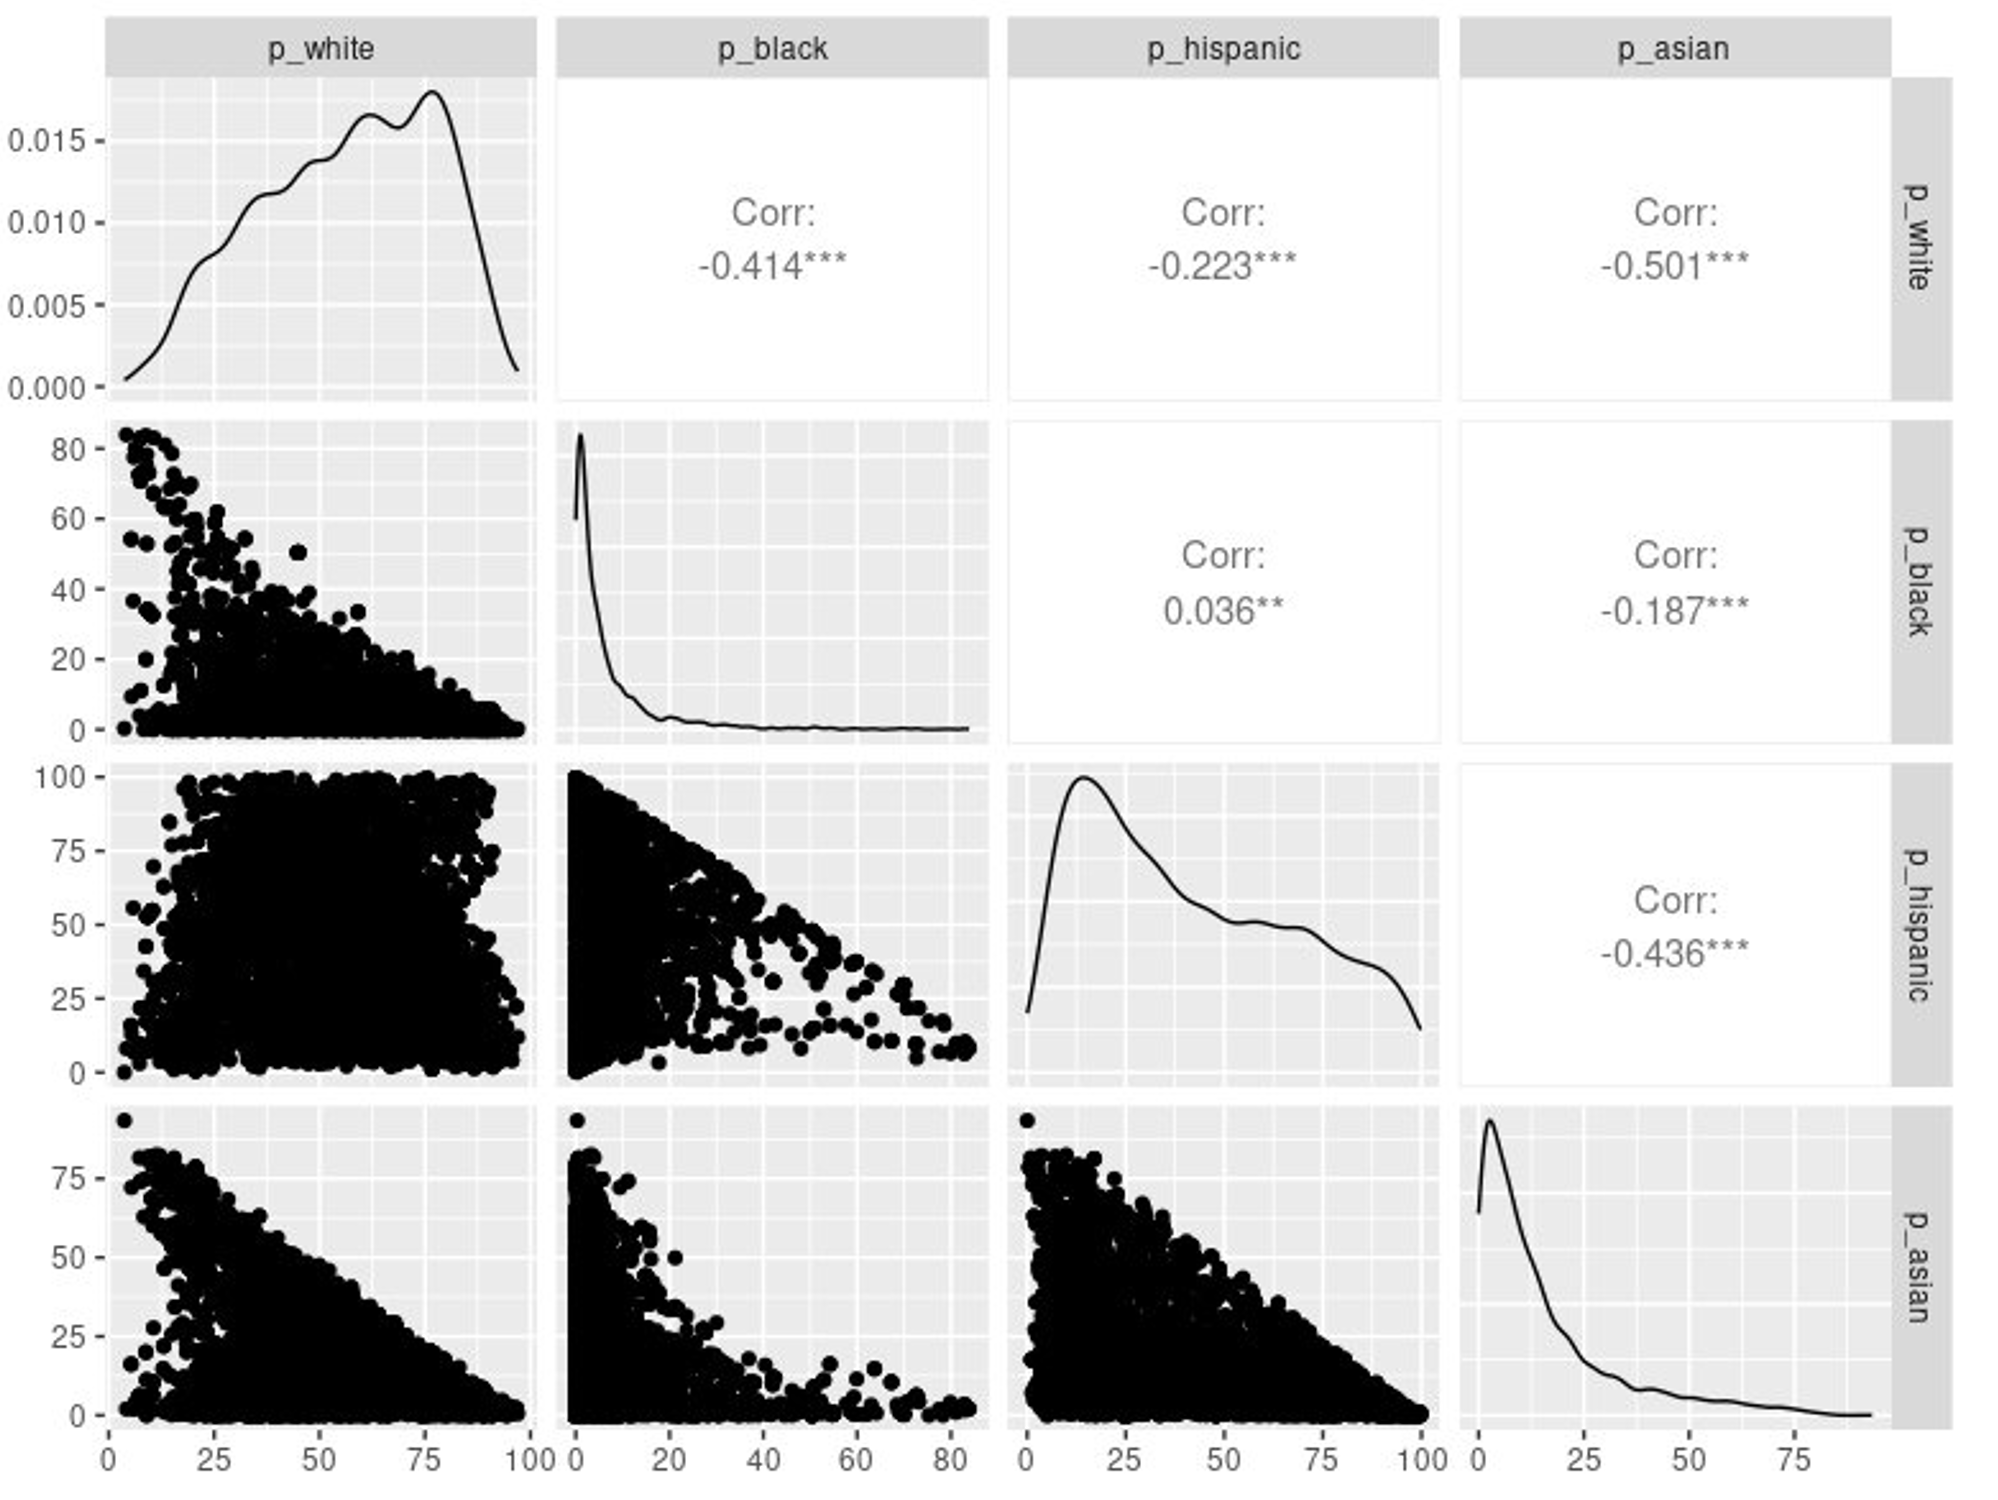 p_white p_black p_hispanic p_asian
0.015
0.010
0.005
0.000
Corr:
-0.414***
Corr:
-0.223***
Corr:
-0.501***
p_white
80
60
40
20
0
Corr:
0.036**
Corr:
-0.187***
p_black
100
75
50
25
0
Corr:
-0.436***
p_hispanic
75
50
25
0
p_asian
0 25 50 75 100 0 20 40 60 80 0 25 50 75 100 0 25 50 75